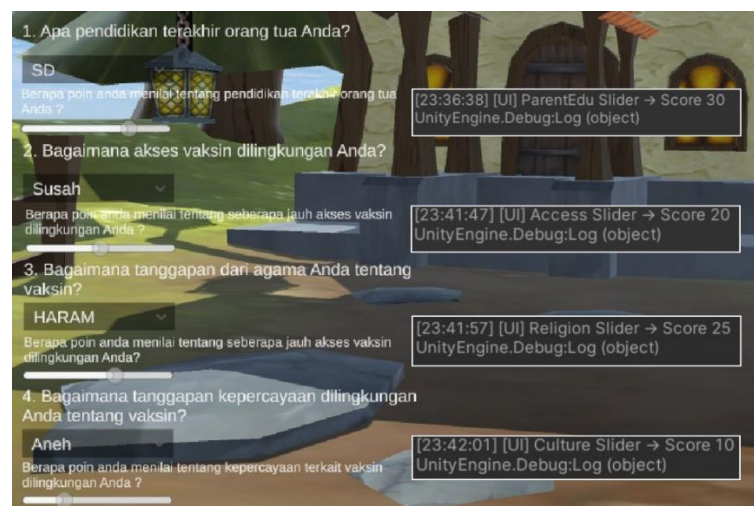 1. Apa pendidikan terakhir orang tua Anda?
SD
Berapa poin anda menilai tentang pendidikan terakhir orang tua
Anda ?
[23:36:38] [UI] ParentEdu Slider → Score 30
UnityEngine.Debug:Log (object)
2. Bagaimana akses vaksin dilingkungan Anda?
Susah
Berapa poin anda menilai tentang seberapa jauh akses vaksin
dilingkungan Anda ?
[23:41:47] [UI] Access Slider → Score 20
UnityEngine.Debug:Log (object)
3. Bagaimana tanggapan dari agama Anda tentang
vaksin?
HARAM
Berapa poin anda menilai tentang seberapa jauh akses vaksin
dilingkungan Anda?
[23:41:57] [UI] Religion Slider → Score 25
UnityEngine.Debug:Log (object)
4. Bagaimana tanggapan kepercayaan dilingkungan
Anda tentang vaksin?
Aneh
Berapa poin anda menilai tentang kepercayaan terkait vaksin
dilingkungan Anda ?
[23:42:01] [UI] Culture Slider → Score 10
UnityEngine.Debug:Log (object)